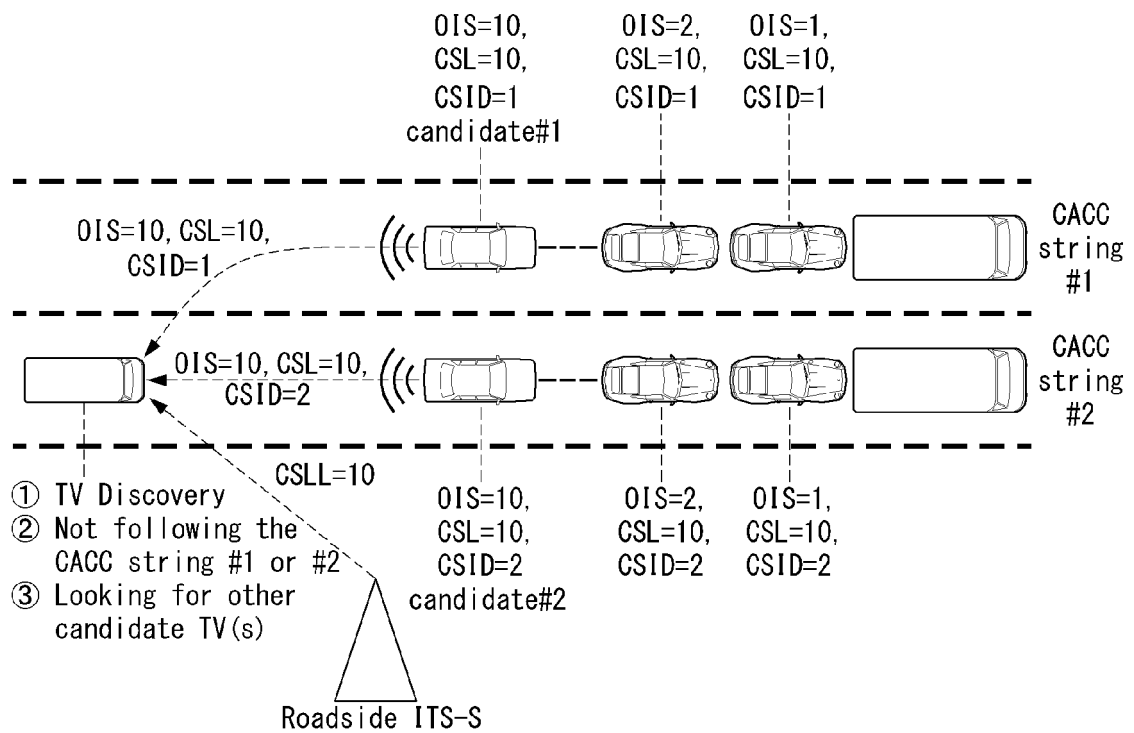 OIS=10,
CSL=10,
CSID=1
candidate#1
OIS=2,
CSL=10,
CSID=1
OIS=1,
CSL=10,
CSID=1
OIS=10, CSL=10,
CSID=1
CACC
string
#1
OIS=10, CSL=10,
CSID=2
CACC
string
#2
CSLL=10
① TV Discovery
② Not following the
CACC string #1 or #2
③ Looking for other
candidate TV(s)
OIS=10,
CSL=10,
CSID=2
candidate#2
OIS=2,
CSL=10,
CSID=2
OIS=1,
CSL=10,
CSID=2
Roadside ITS-S